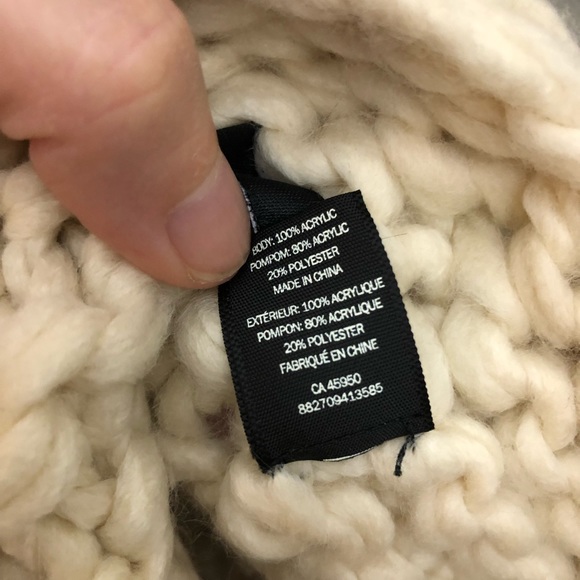 BODY: 100% ACRYLIC
POMPOM: 80% ACRYLIC
20% POLYESTER
MADE IN CHINA
EXTÉRIEUR: 100% ACRYLIQUE
POMPON: 80% ACRYLIQUE
20% POLYESTER
FABRIQUÉ EN CHINE
CA 45950
882709413585